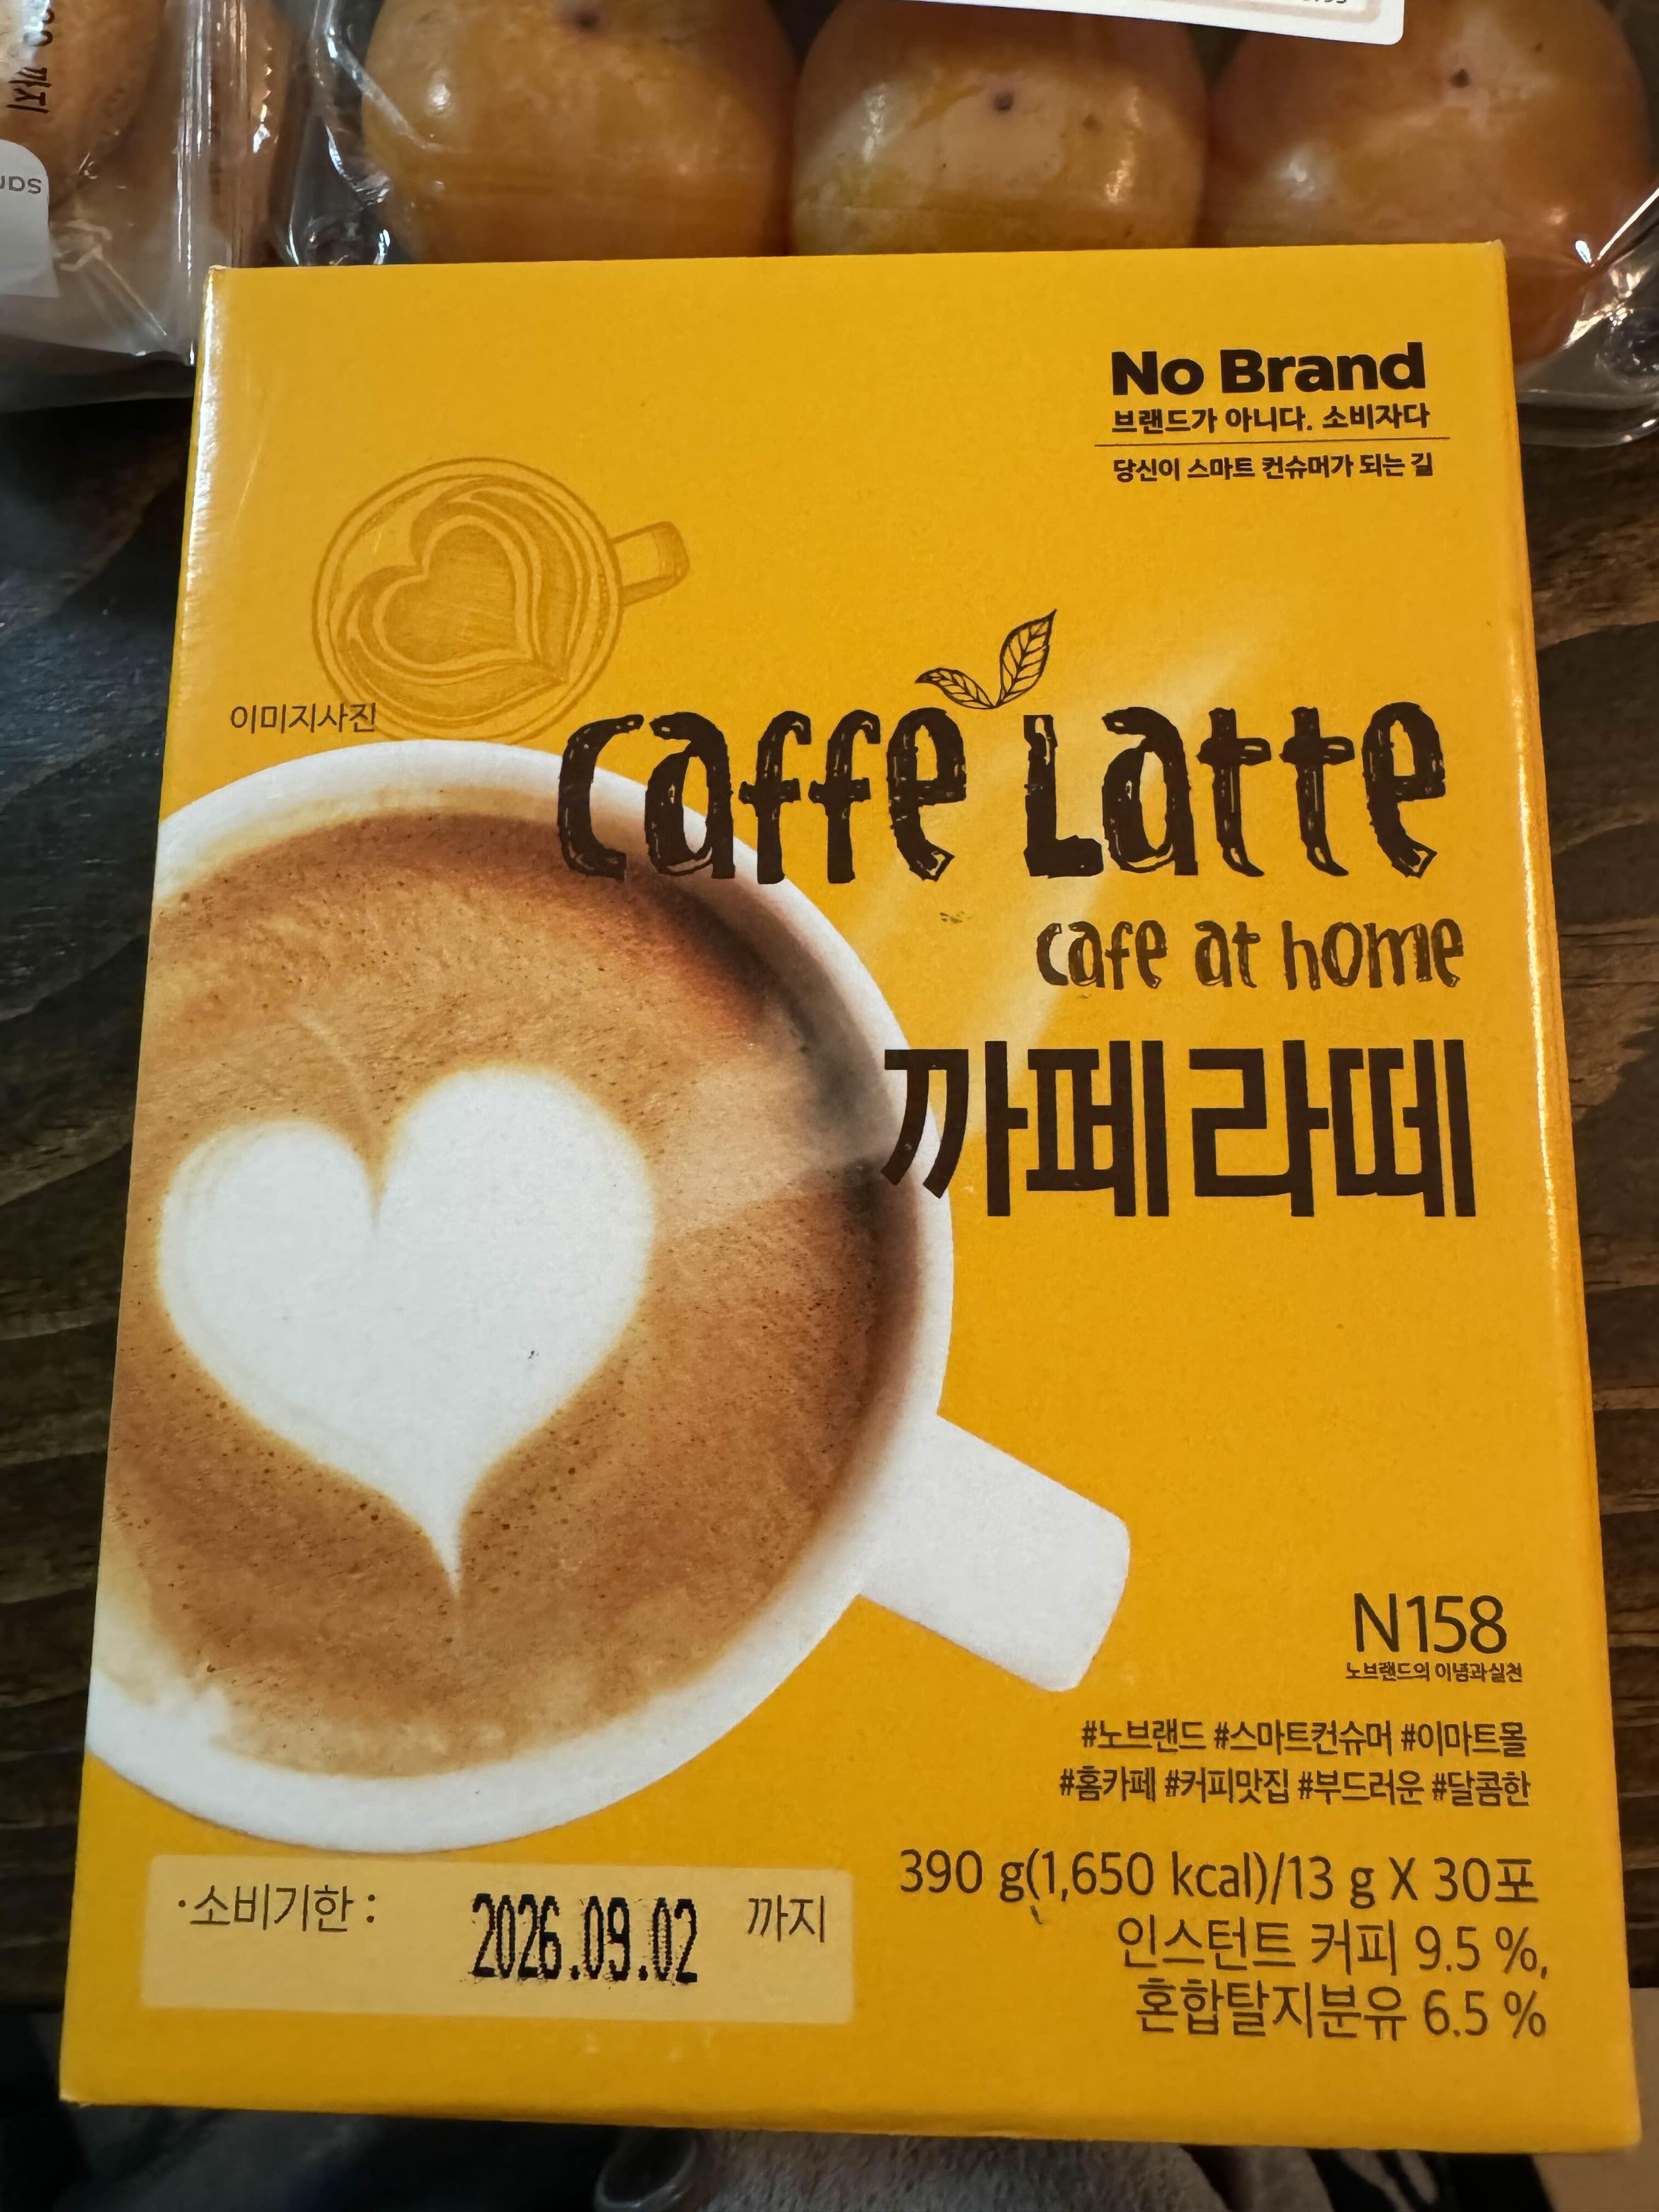 까지
No Brand
브랜드가 아니다. 소비자다
당신이 스마트 컨슈머가 되는 길
이미지사진
caffe Latte
cafe at home
까페라떼
N158
노브랜드의 이념과실천
#노브랜드 #스마트컨슈머 #이마트몰
#홈카페 #커피맛집 #부드러운 #달콤한
390 g(1,650 kcal)/13 g X 30포
인스턴트 커피 9.5 %,
혼합탈지분유 6.5 %
·소비기한 : 2026.09.02 까지